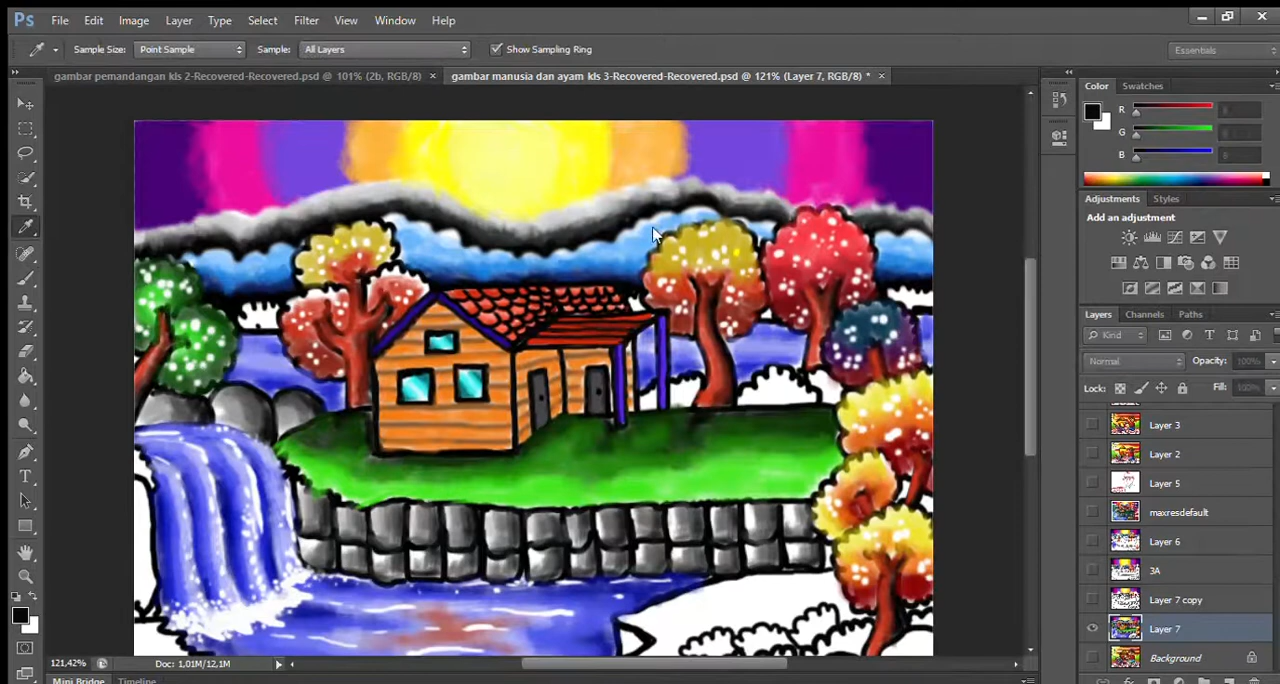 Ps File Edit Image Layer Type Select Filter View Window Help
Sample Size: Point Sample Sample: All Layers Show Sampling Ring Essentials
gambar pemandangan kls 2-Recovered-Recovered.psd @ 101% (2b, RGB/8) × gambar manusia dan ayam kls 3-Recovered-Recovered.psd @ 121% (Layer 7, RGB/8) * ×
Color Swatches
R 0
G 0
B
Adjustments Styles
Add an adjustment
Layers Channels Paths
Kind
Normal Opacity: 100%
Lock: Fill: 100%
Layer 3
Layer 2
Layer 5
maxresdefault
Layer 6
3A
Layer 7 copy
Layer 7
Background
121,42% Doc: 1,01M/12,1M
Mini Bridge Timeline